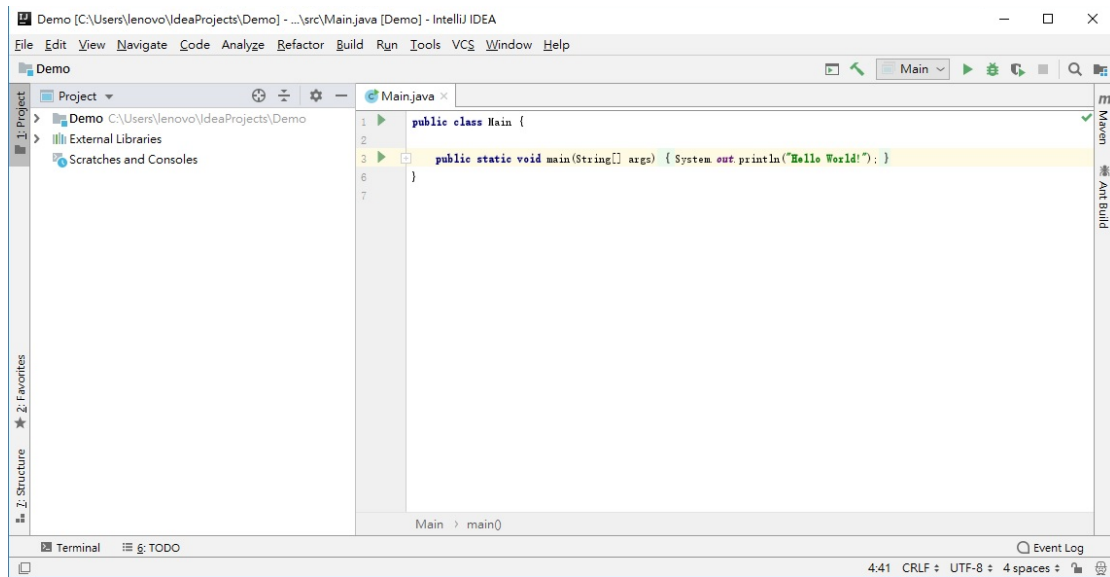 Demo [C:\Users\lenovo\IdeaProjects\Demo] - ...\src\Main.java [Demo] - IntelliJ IDEA
File Edit View Navigate Code Analyze Refactor Build Run Tools VCS Window Help
Demo
Main
1: Project
Project
Demo C:\Users\lenovo\IdeaProjects\Demo
External Libraries
Scratches and Consoles
2: Favorites
7: Structure
Main.java
1 public class Main {
2
3 public static void main(String[] args) { System.out.println("Hello World!"); }
6 }
7
Main > main()
m Maven
Ant Build
Terminal 6: TODO Event Log
4:41 CRLF UTF-8 4 spaces